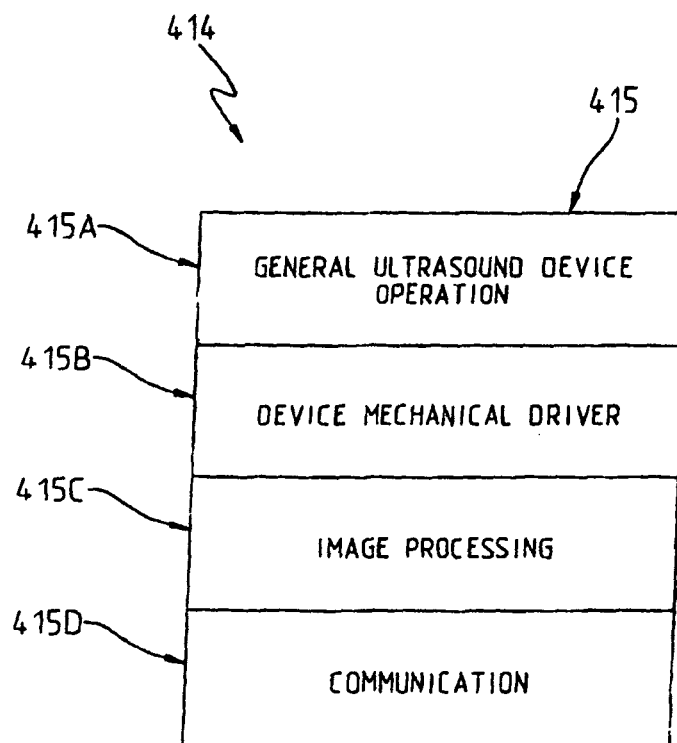 414
415
415A
GENERAL ULTRASOUND DEVICE
OPERATION
415B
DEVICE MECHANICAL DRIVER
415C
IMAGE PROCESSING
415D
COMMUNICATION